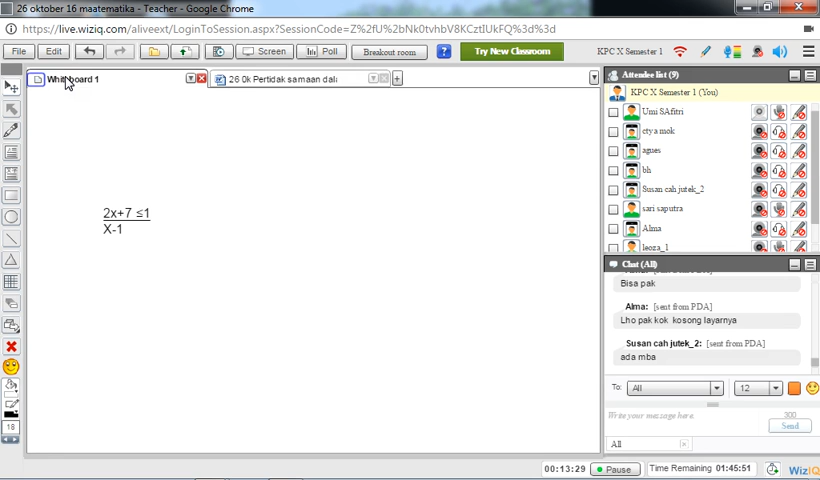 26 oktober 16 maatematika - Teacher - Google Chrome
https://live.wiziq.com/aliveext/LoginToSession.aspx?SessionCode=Z%2fU%2bNk0tvhbV8KCztIUkFQ%3d%3d
File Edit Screen Poll Breakout room ? Try New Classroom KPC X Semester 1
Whiteboard 1
26 0k Pertidak samaan dala
2x+7 ≤1
X-1
18
Attendee list (9)
KPC X Semester 1 (You)
Umi SAfitri
ctya mok
agues
bh
Susan cah jutek_2
sari saputra
Alma
leoza_1
Chat (All)
Bisa pak
Alma: [sent from PDA]
Lho pak kok kosong layarnya
Susan cah jutek_2: [sent from PDA]
ada mba
To: All 12
Write your message here. 300
Send
All
00:13:29 Pause Time Remaining 01:45:51 WizIQ